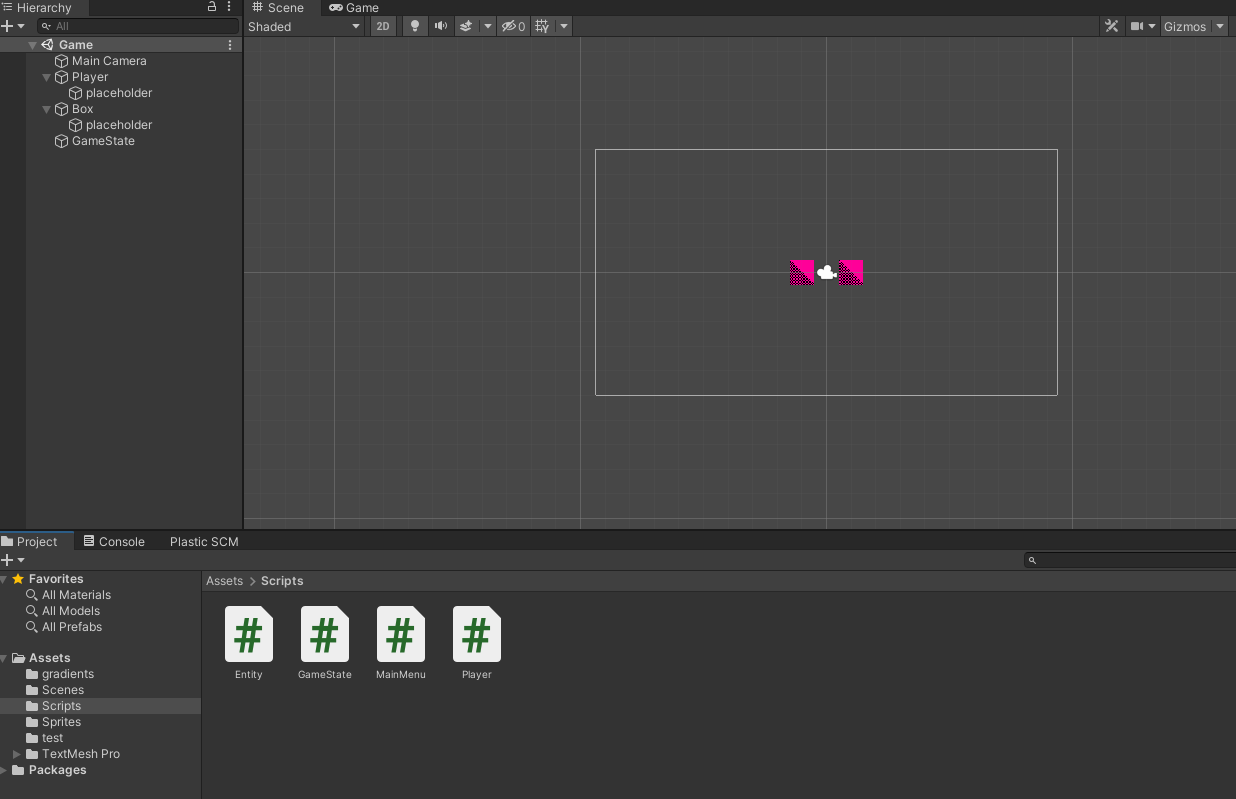 Hierarchy
Scene
Game
All
Shaded
2D
0
Gizmos
Game
Main Camera
Player
placeholder
Box
placeholder
GameState
Project
Console
Plastic SCM
Favorites
All Materials
All Models
All Prefabs
Assets
gradients
Scenes
Scripts
Sprites
test
TextMesh Pro
Packages
Assets > Scripts
#
#
#
#
Entity
GameState
MainMenu
Player